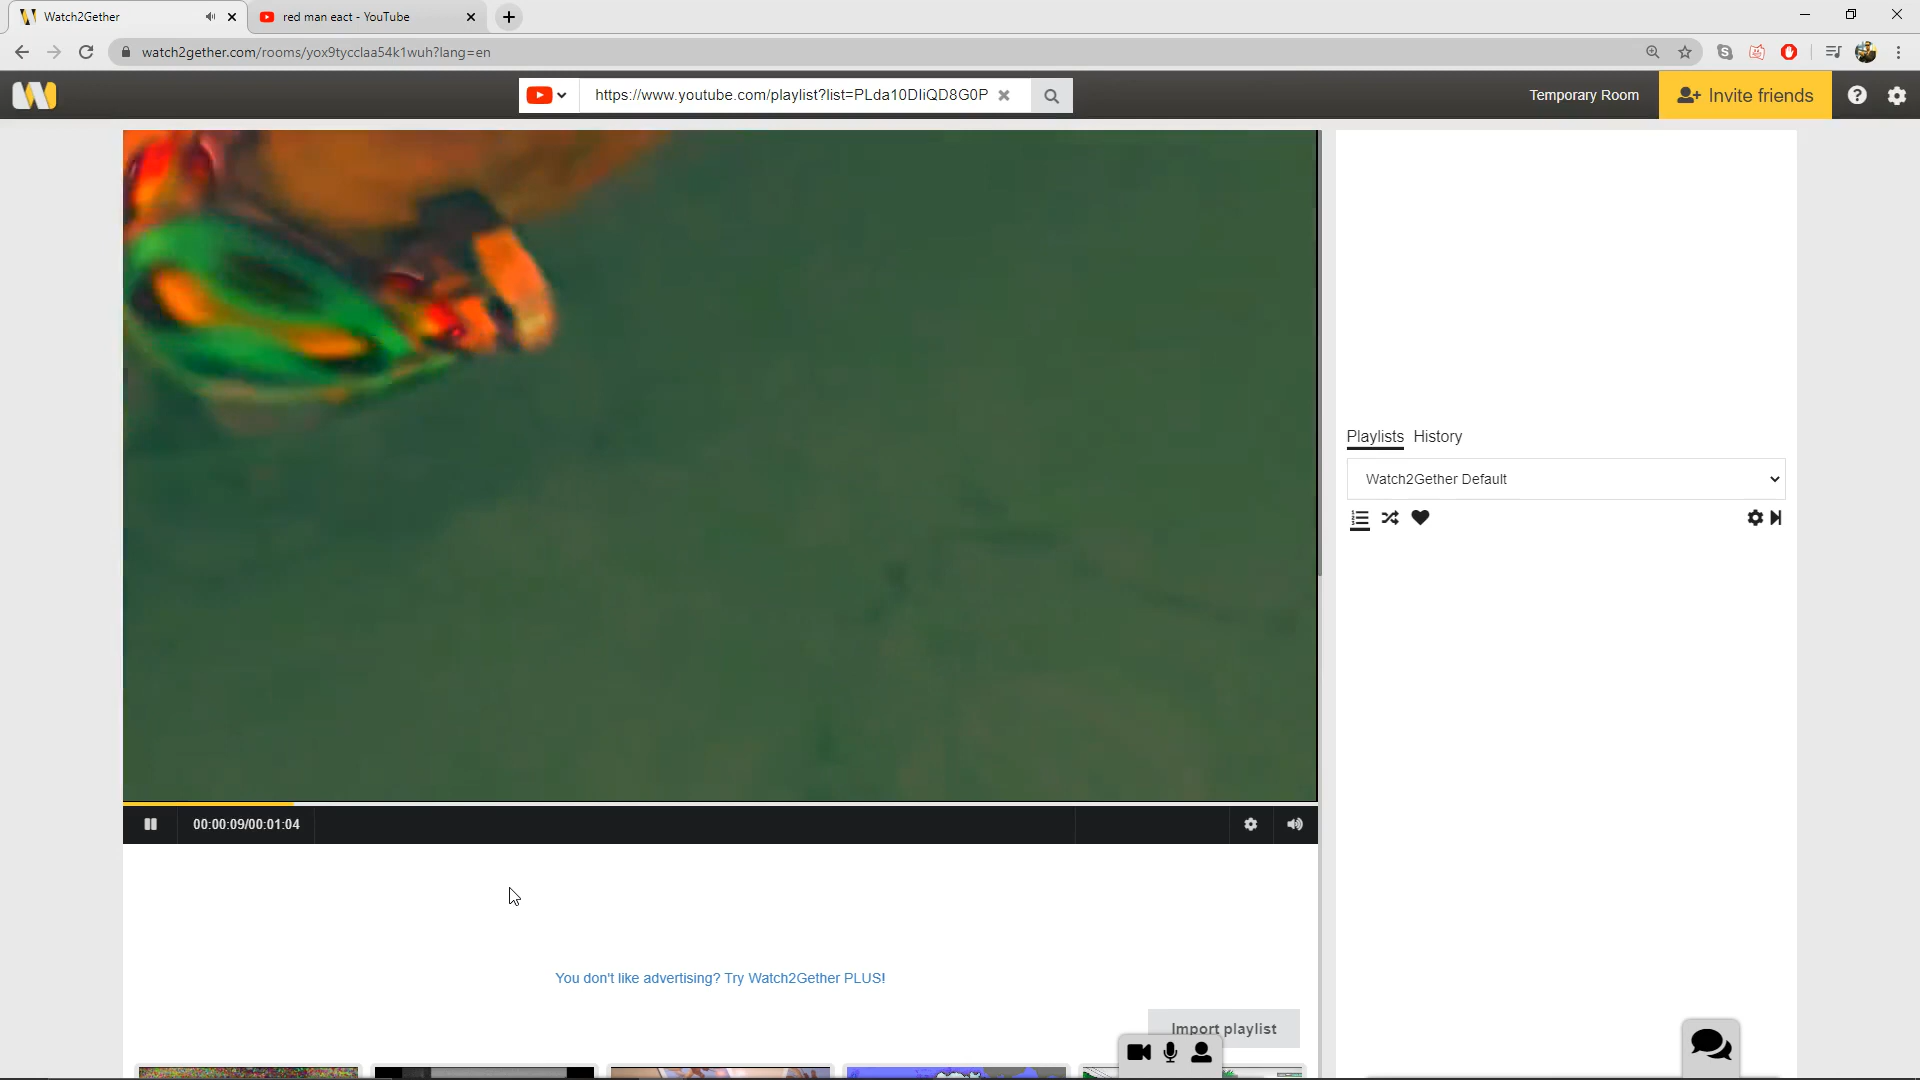 Watch2Gether
red man eact - YouTube
watch2gether.com/rooms/yox9tycclaa54k1wuh?lang=en
https://www.youtube.com/playlist?list=PLda10DIiQD8G0P
Temporary Room
Invite friends
Playlists History
Watch2Gether Default
00:00:09/00:01:04
You don't like advertising? Try Watch2Gether PLUS!
Import playlist